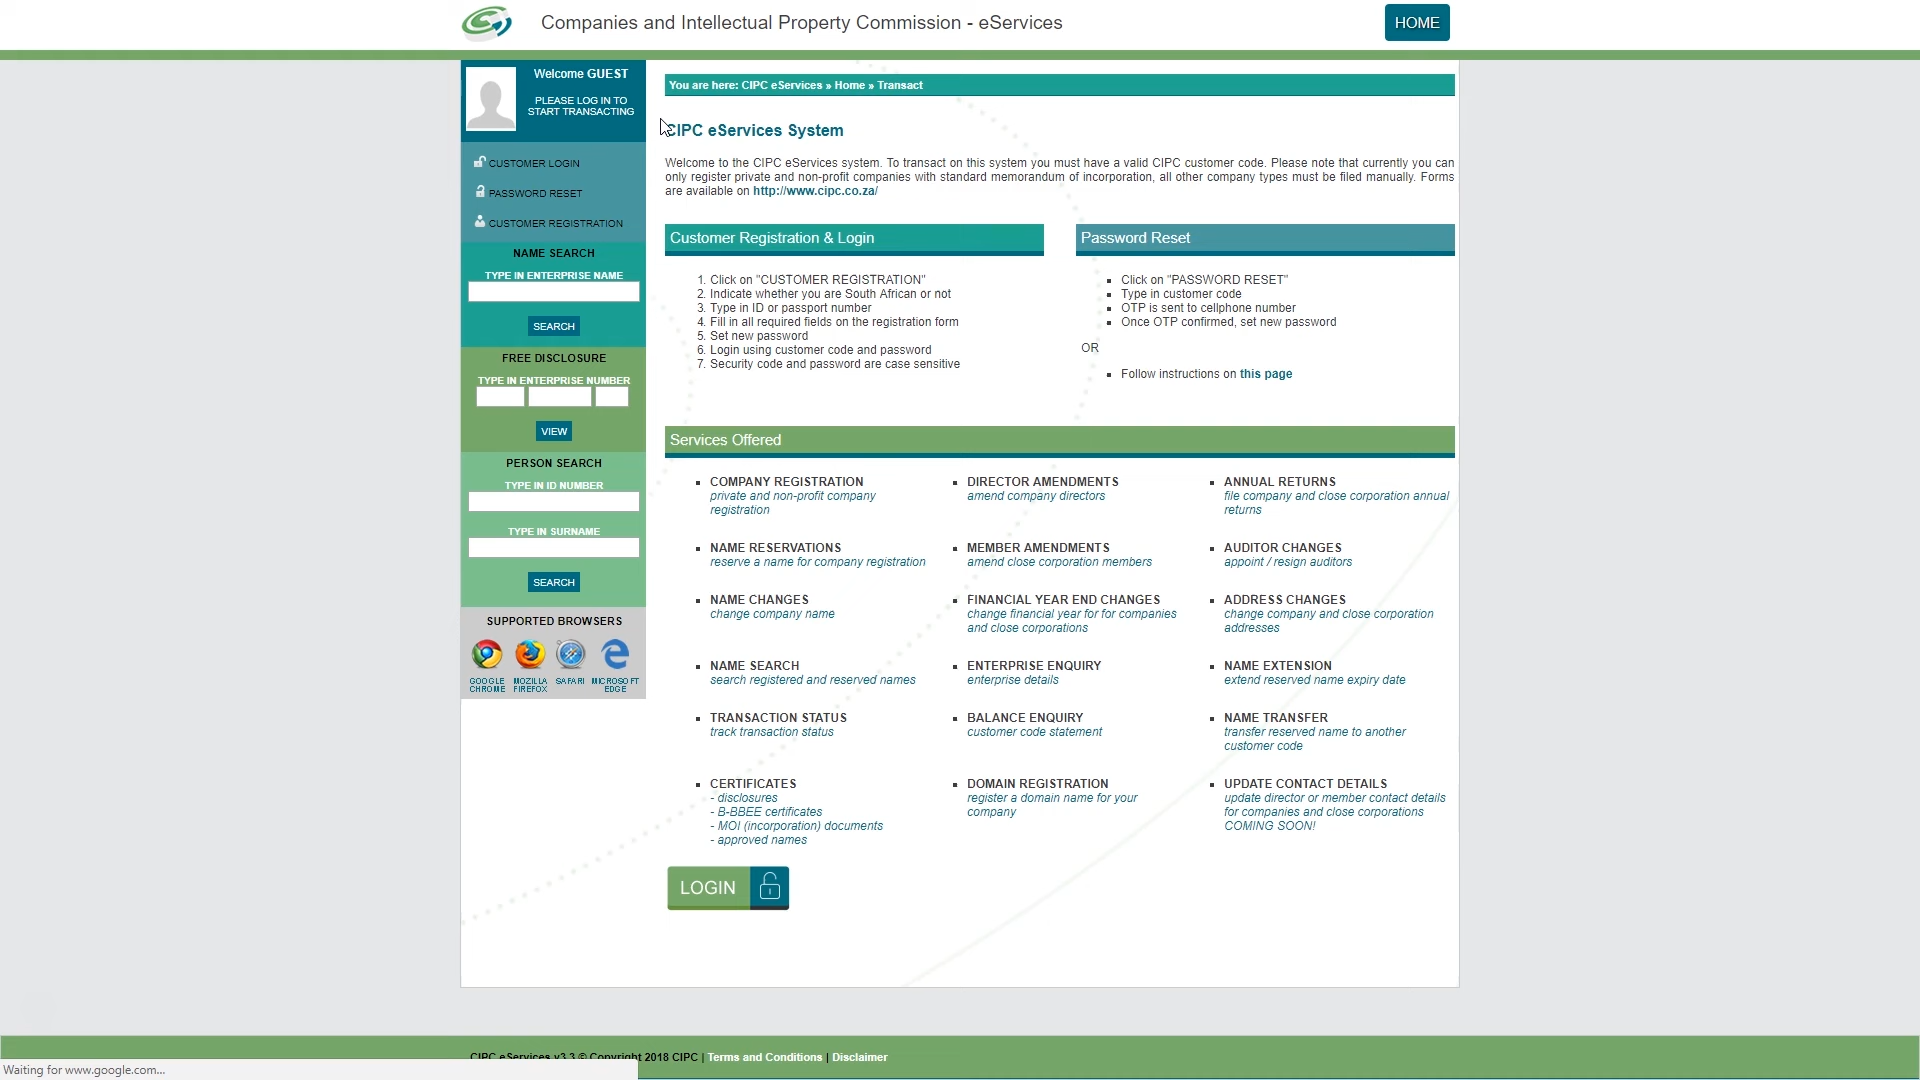 Companies and Intellectual Property Commission - eServices
HOME
Welcome GUEST
PLEASE LOG IN TO
START TRANSACTING
CUSTOMER LOGIN
PASSWORD RESET
CUSTOMER REGISTRATION
NAME SEARCH
TYPE IN ENTERPRISE NAME
SEARCH
FREE DISCLOSURE
TYPE IN ENTERPRISE NUMBER
VIEW
PERSON SEARCH
TYPE IN ID NUMBER
TYPE IN SURNAME
SEARCH
SUPPORTED BROWSERS
GOOGLE CHROME
MOZILLA FIREFOX
SAFARI
MICROSOFT EDGE
You are here: CIPC eServices » Home » Transact
CIPC eServices System
Welcome to the CIPC eServices system. To transact on this system you must have a valid CIPC customer code. Please note that currently you can
only register private and non-profit companies with standard memorandum of incorporation, all other company types must be filed manually. Forms
are available on http://www.cipc.co.za/
Customer Registration & Login
1. Click on "CUSTOMER REGISTRATION"
2. Indicate whether you are South African or not
3. Type in ID or passport number
4. Fill in all required fields on the registration form
5. Set new password
6. Login using customer code and password
7. Security code and password are case sensitive
Password Reset
Click on "PASSWORD RESET"
Type in customer code
OTP is sent to cellphone number
Once OTP confirmed, set new password
OR
Follow instructions on this page
Services Offered
COMPANY REGISTRATION
private and non-profit company
registration
DIRECTOR AMENDMENTS
amend company directors
ANNUAL RETURNS
file company and close corporation annual
returns
NAME RESERVATIONS
reserve a name for company registration
MEMBER AMENDMENTS
amend close corporation members
AUDITOR CHANGES
appoint / resign auditors
NAME CHANGES
change company name
FINANCIAL YEAR END CHANGES
change financial year for for companies
and close corporations
ADDRESS CHANGES
change company and close corporation
addresses
NAME SEARCH
search registered and reserved names
ENTERPRISE ENQUIRY
enterprise details
NAME EXTENSION
extend reserved name expiry date
TRANSACTION STATUS
track transaction status
BALANCE ENQUIRY
customer code statement
NAME TRANSFER
transfer reserved name to another
customer code
CERTIFICATES
- disclosures
- B-BBEE certificates
- MOI (incorporation) documents
- approved names
DOMAIN REGISTRATION
register a domain name for your
company
UPDATE CONTACT DETAILS
update director or member contact details
for companies and close corporations
COMING SOON!
LOGIN
CIPC eServices v3.3 © Copyright 2018 CIPC | Terms and Conditions | Disclaimer
Waiting for www.google.com...